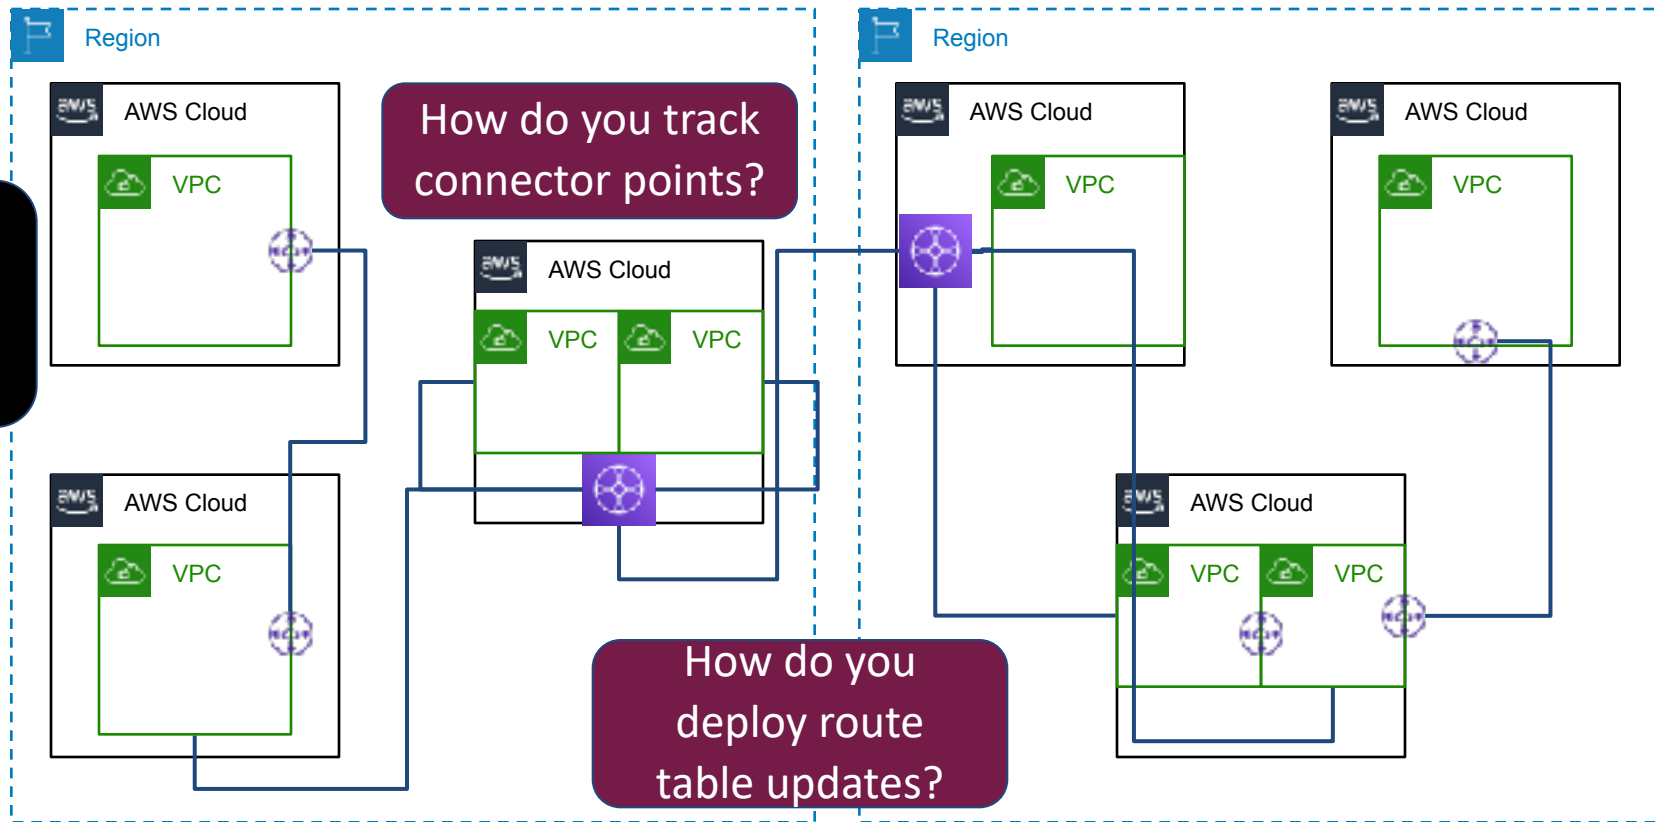 Region
AWS Cloud
VPC
How do you track
connector points?
AWS Cloud
VPC
VPC
AWS Cloud
VPC
How do you
deploy route
table updates?
Region
AWS Cloud
VPC
AWS Cloud
VPC
AWS Cloud
VPC
VPC